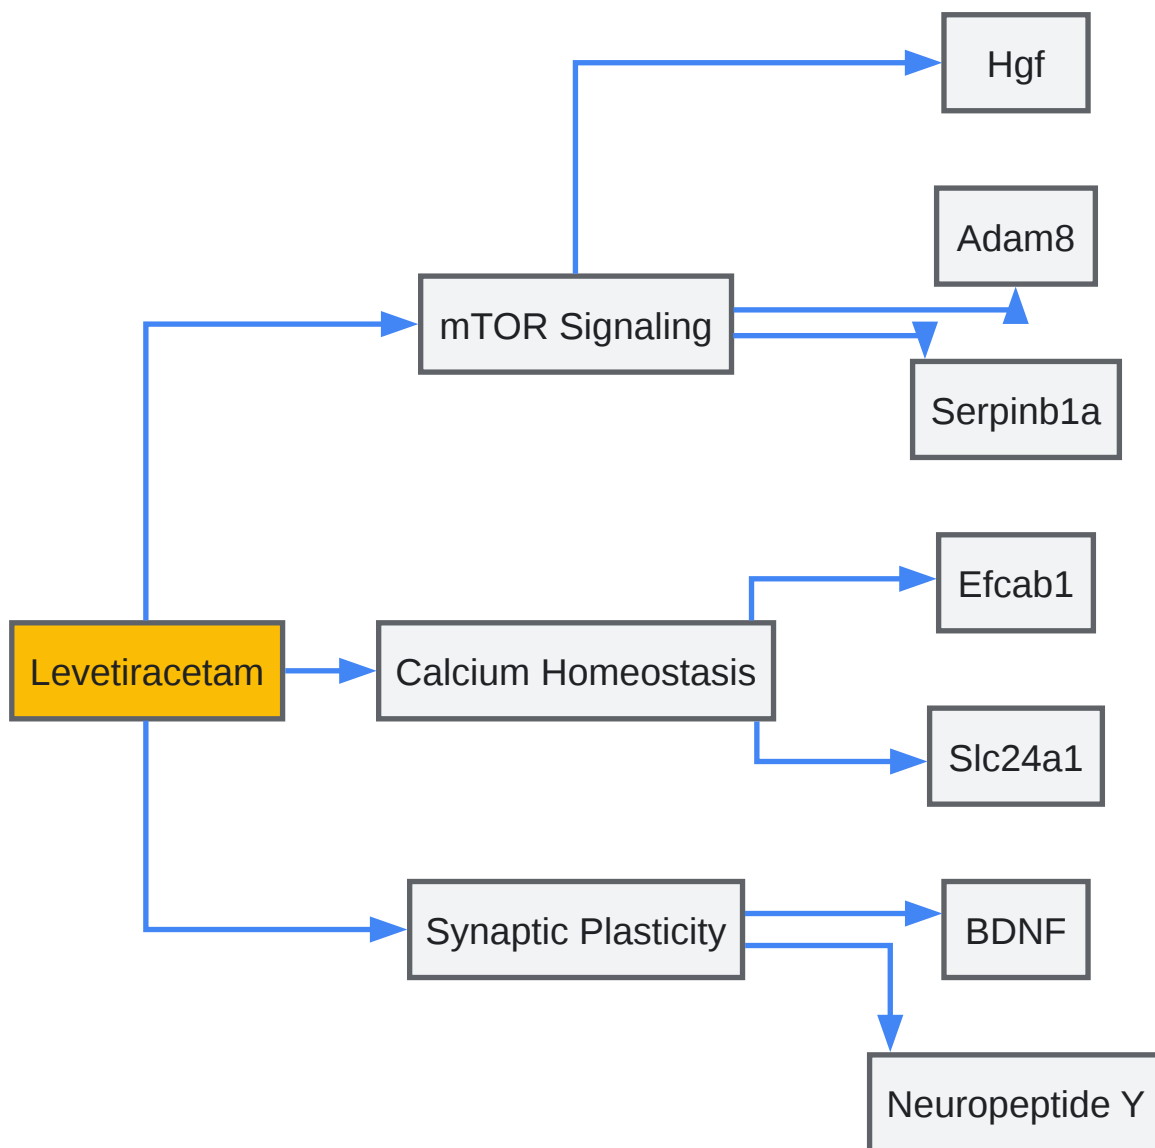 Hgf
Adam8
mTOR Signaling
Serpinb1a
Efcab1
Levetiracetam
Calcium Homeostasis
Slc24a1
Synaptic Plasticity
BDNF
Neuropeptide Y